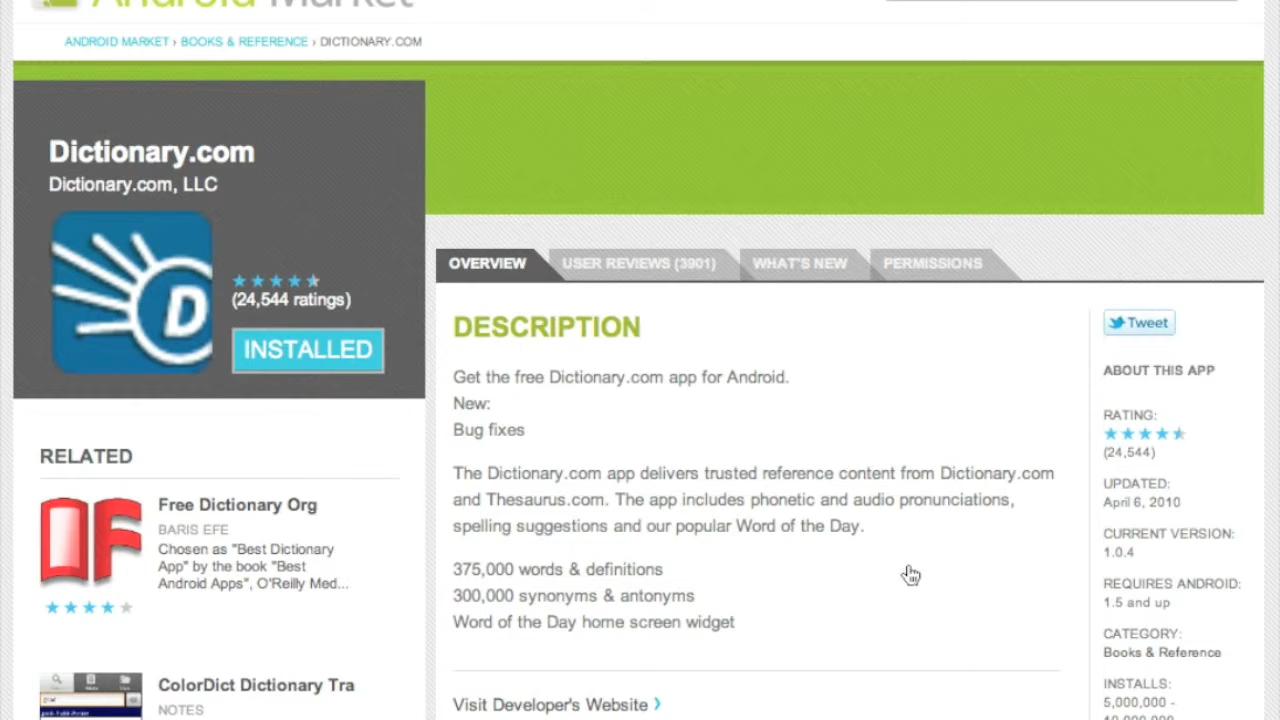 Android Market
ANDROID MARKET › BOOKS & REFERENCE › DICTIONARY.COM
Dictionary.com
Dictionary.com, LLC
D
(24,544 ratings)
INSTALLED
OVERVIEW
USER REVIEWS (3901)
WHAT'S NEW
PERMISSIONS
DESCRIPTION
Get the free Dictionary.com app for Android.
New:
Bug fixes
The Dictionary.com app delivers trusted reference content from Dictionary.com
and Thesaurus.com. The app includes phonetic and audio pronunciations,
spelling suggestions and our popular Word of the Day.
375,000 words & definitions
300,000 synonyms & antonyms
Word of the Day home screen widget
Visit Developer's Website ›
Tweet
ABOUT THIS APP
RATING:
(24,544)
UPDATED:
April 6, 2010
CURRENT VERSION:
1.0.4
REQUIRES ANDROID:
1.5 and up
CATEGORY:
Books & Reference
INSTALLS:
5,000,000 -
10,000,000
RELATED
Free Dictionary Org
BARIS EFE
Chosen as "Best Dictionary
App" by the book "Best
Android Apps", O'Reilly Med...
ColorDict Dictionary Tra
NOTES